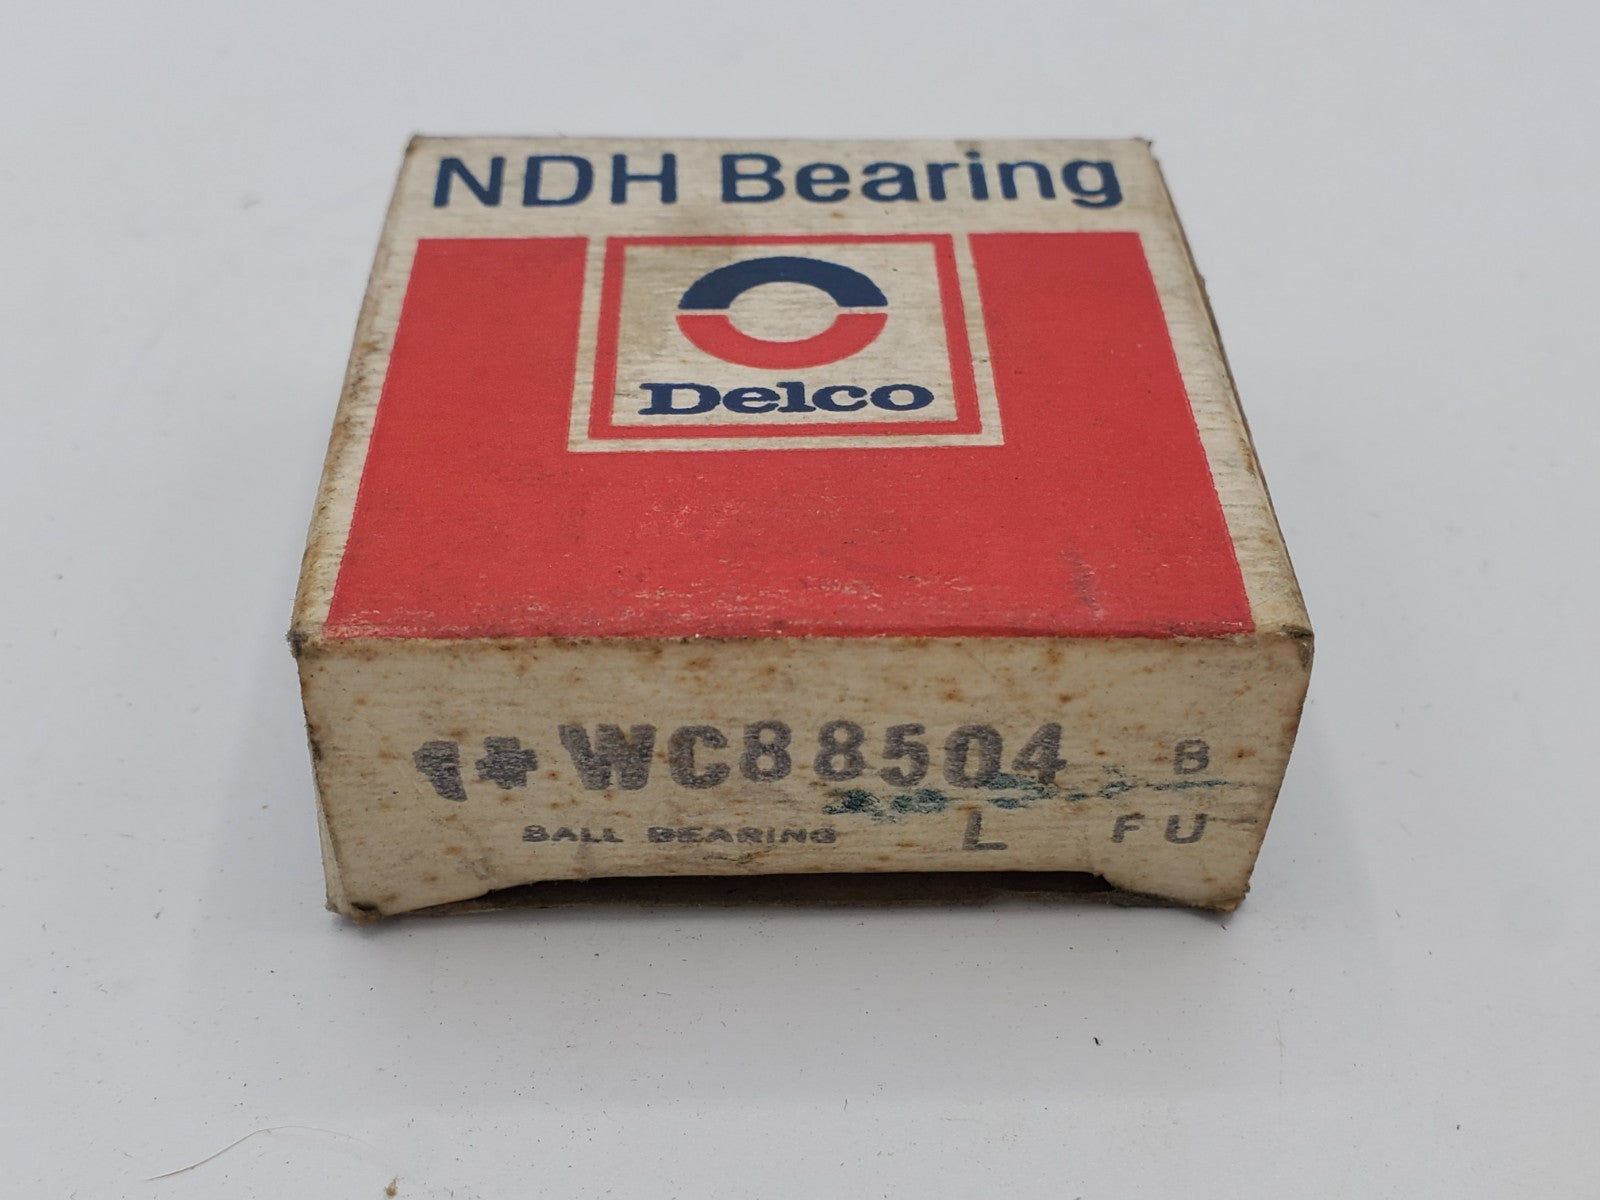 NDH Bearing
Delco
1+ WC88504 B
BALL BEARING L FU